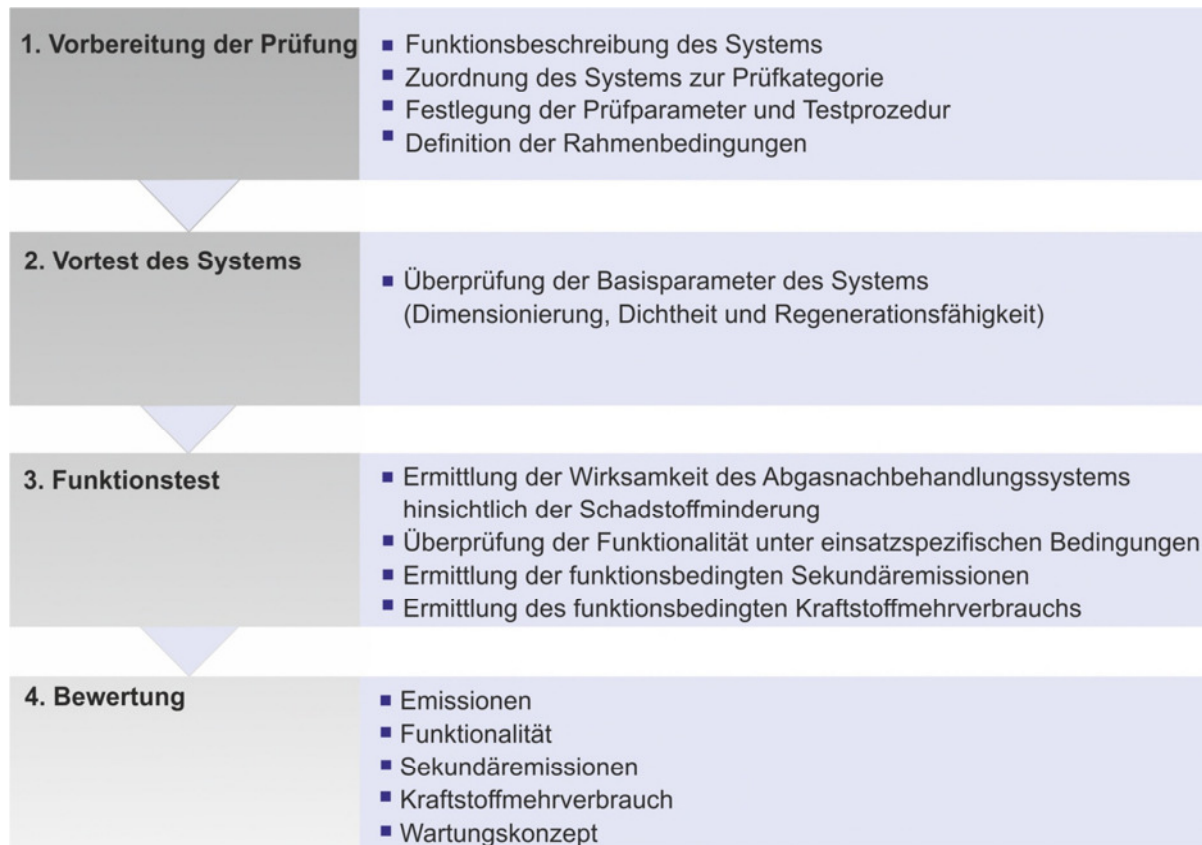 1. Vorbereitung der Prüfung
▪ Funktionsbeschreibung des Systems
▪ Zuordnung des Systems zur Prüfkategorie
▪ Festlegung der Prüfparameter und Testprozedur
▪ Definition der Rahmenbedingungen
2. Vortest des Systems
▪ Überprüfung der Basisparameter des Systems
(Dimensionierung, Dichtheit und Regenerationsfähigkeit)
3. Funktionstest
▪ Ermittlung der Wirksamkeit des Abgasnachbehandlungssystems
hinsichtlich der Schadstoffminderung
▪ Überprüfung der Funktionalität unter einsatzspezifischen Bedingungen
▪ Ermittlung der funktionsbedingten Sekundäremissionen
▪ Ermittlung des funktionsbedingten Kraftstoffmehrverbrauchs
4. Bewertung
▪ Emissionen
▪ Funktionalität
▪ Sekundäremissionen
▪ Kraftstoffmehrverbrauch
▪ Wartungskonzept